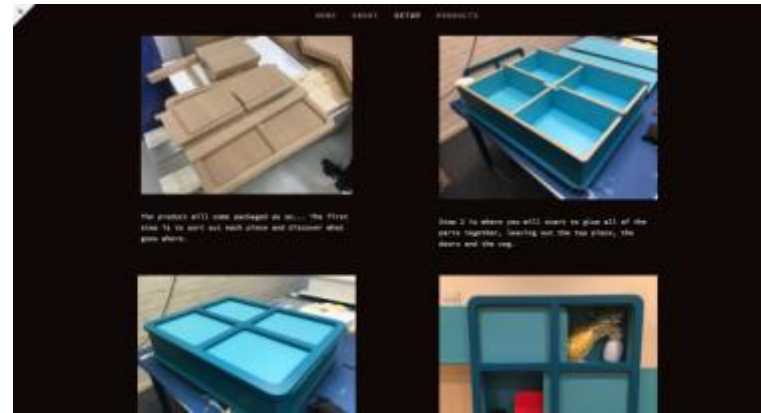 HOME ABOUT SETUP PRODUCTS
The product will come packaged as so... The first
step is to sort out each piece and discover what
goes where.
Step 2 is where you will start to glue all of the
parts together, leaving out the top piece, the
doors and the